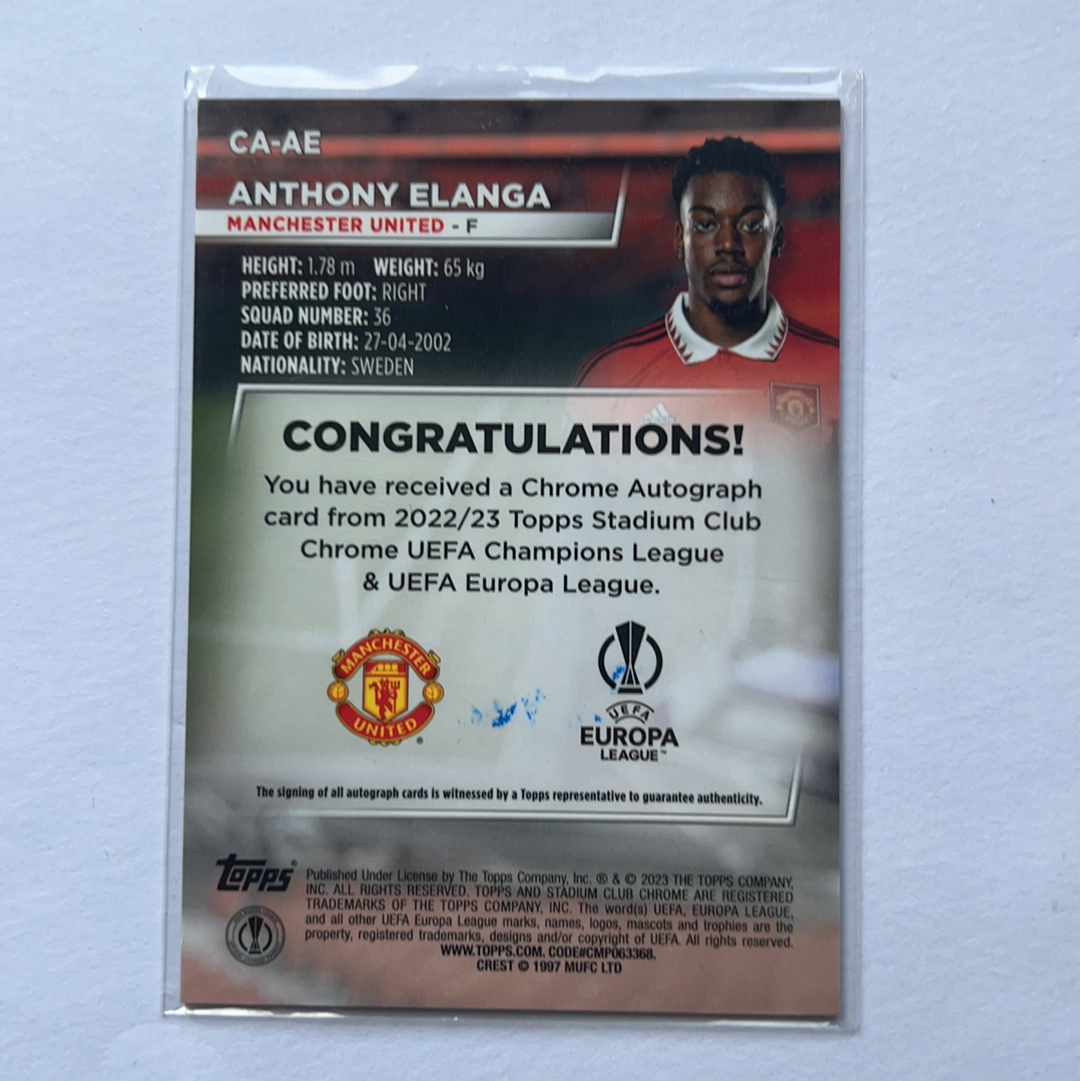 CA-AE
ANTHONY ELANGA
MANCHESTER UNITED - F
HEIGHT: 1.78 m WEIGHT: 65 kg
PREFERRED FOOT: RIGHT
SQUAD NUMBER: 36
DATE OF BIRTH: 27-04-2002
NATIONALITY: SWEDEN
adidas
CONGRATULATIONS!
You have received a Chrome Autograph
card from 2022/23 Topps Stadium Club
Chrome UEFA Champions League
& UEFA Europa League.
MANCHESTER
UNITED
®
UEFA
EUROPA
LEAGUE™
The signing of all autograph cards is witnessed by a Topps representative to guarantee authenticity.
Topps®
Published Under License by The Topps Company, Inc. ® & © 2023 THE TOPPS COMPANY,
INC. ALL RIGHTS RESERVED. TOPPS AND STADIUM CLUB CHROME ARE REGISTERED
TRADEMARKS OF THE TOPPS COMPANY, INC. The word(s) UEFA, EUROPA LEAGUE,
and all other UEFA Europa League marks, names, logos, mascots and trophies are the
property, registered trademarks, designs and/or copyright of UEFA. All rights reserved.
WWW.TOPPS.COM. CODE#CMP063368.
CREST © 1997 MUFC LTD